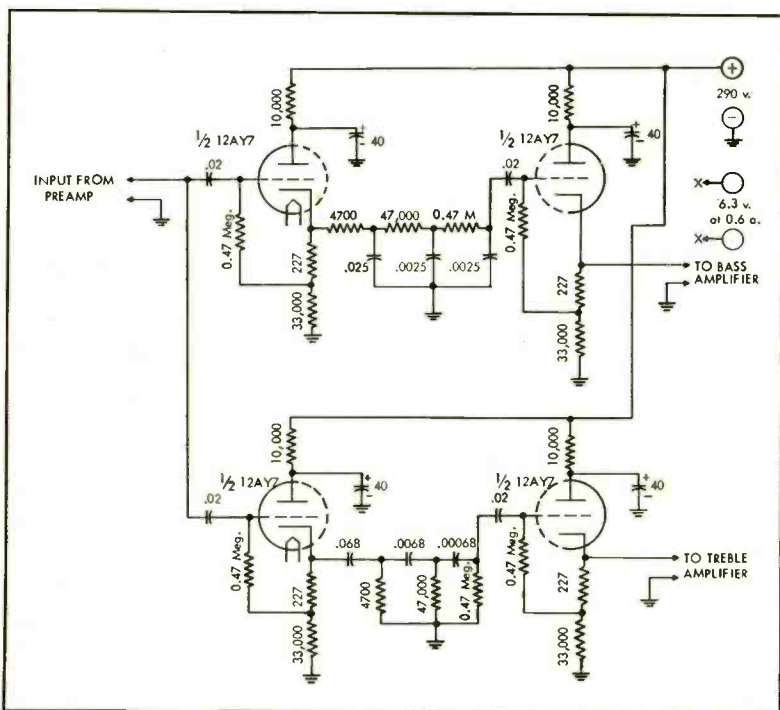 10,000
40
½ 12AY7
.02
INPUT FROM
PREAMP
0.47 Meg.
227
33,000
4700
47,000
0.47 M
.025
.0025
.0025
10,000
40
½ 12AY7
.02
0.47 Meg.
227
33,000
TO BASS
AMPLIFIER
+
290 v.
−
X
6.3 v.
at 0.6 a.
X
10,000
40
½ 12AY7
.02
0.47 Meg.
227
33,000
.068
.0068
.00068
4700
47,000
0.47 Meg.
10,000
40
½ 12AY7
.02
0.47 Meg.
227
33,000
TO TREBLE
AMPLIFIER